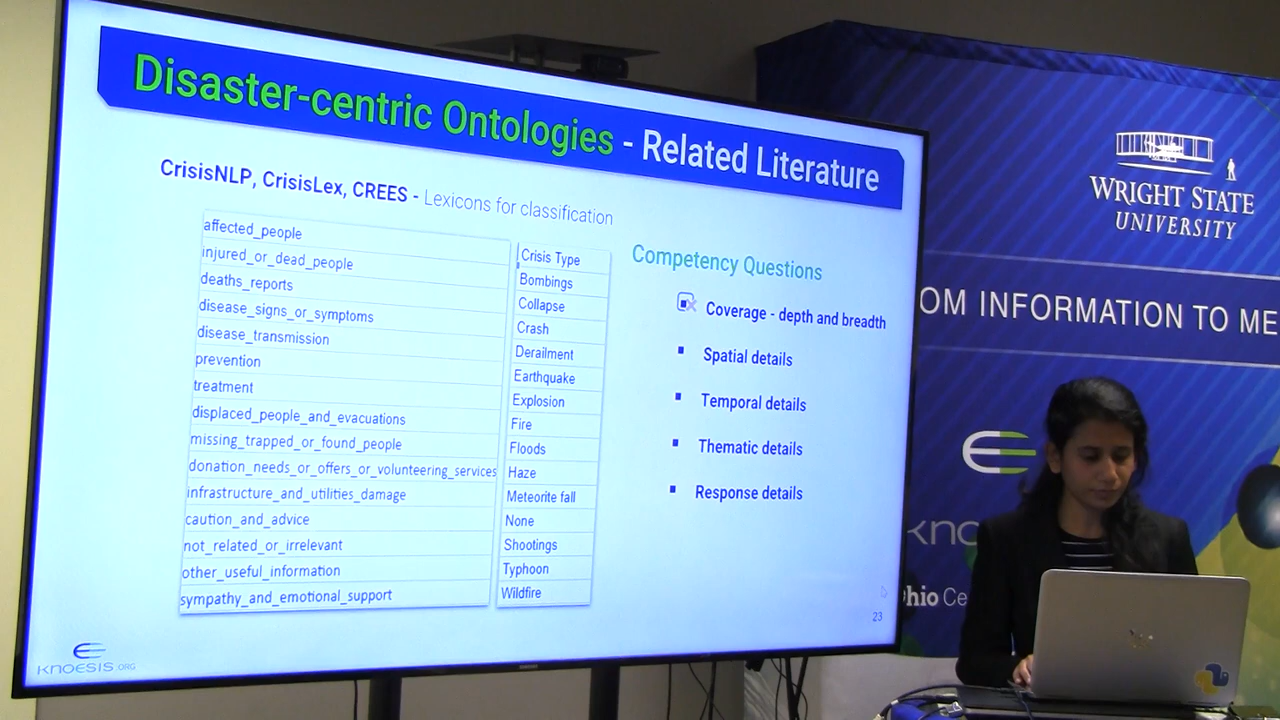 Disaster-centric Ontologies - Related Literature
CrisisNLP, CrisisLex, CREES - Lexicons for classification
affected_people
injured_or_dead_people
deaths_reports
disease_signs_or_symptoms
disease_transmission
prevention
treatment
displaced_people_and_evacuations
missing_trapped_or_found_people
donation_needs_or_offers_or_volunteering_services
infrastructure_and_utilities_damage
caution_and_advice
not_related_or_irrelevant
other_useful_information
sympathy_and_emotional_support
Crisis Type
Bombings
Collapse
Crash
Derailment
Earthquake
Explosion
Fire
Floods
Haze
Meteorite fall
None
Shootings
Typhoon
Wildfire
Competency Questions
Coverage - depth and breadth
Spatial details
Temporal details
Thematic details
Response details
23
KNOESIS.ORG
WRIGHT STATE
UNIVERSITY
OM INFORMATION TO ME
kno
hio Ce